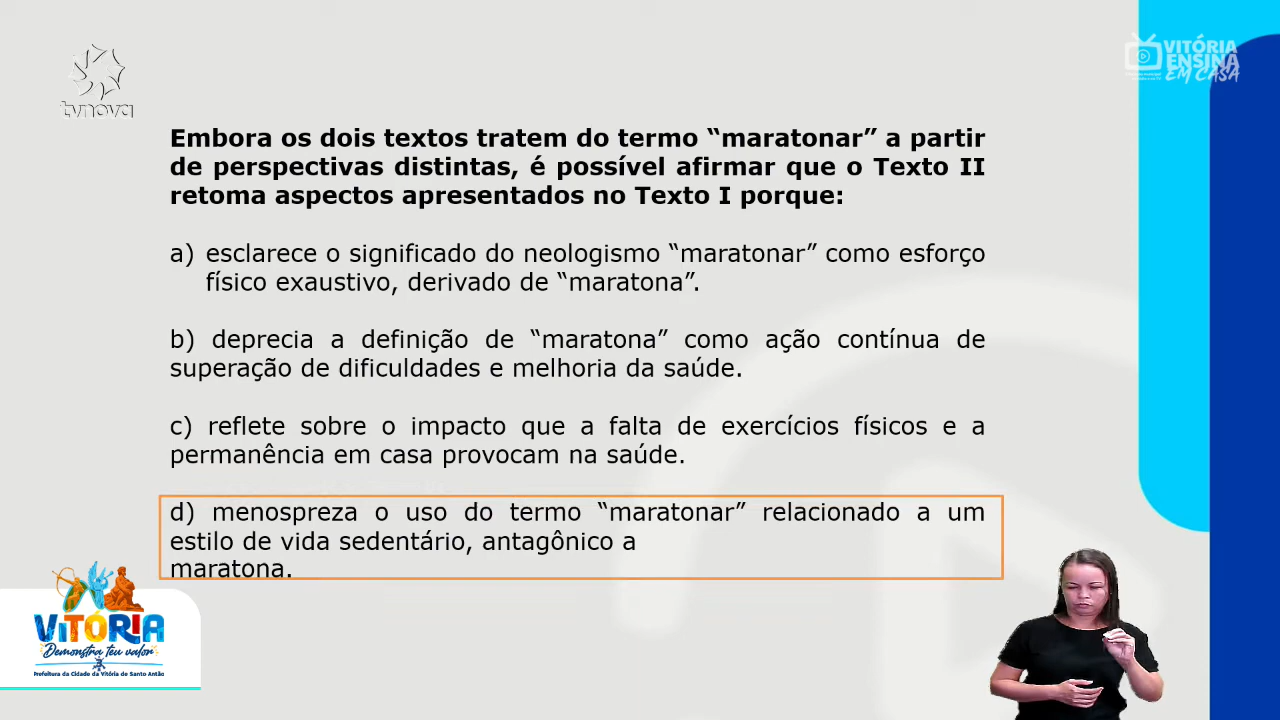 tvnova
VITÓRIA
ENSINA
EM CASA
Embora os dois textos tratem do termo “maratonar” a partir
de perspectivas distintas, é possível afirmar que o Texto II
retoma aspectos apresentados no Texto I porque:
a) esclarece o significado do neologismo “maratonar” como esforço
físico exaustivo, derivado de “maratona”.
b) deprecia a definição de “maratona” como ação contínua de
superação de dificuldades e melhoria da saúde.
c) reflete sobre o impacto que a falta de exercícios físicos e a
permanência em casa provocam na saúde.
d) menospreza o uso do termo “maratonar” relacionado a um
estilo de vida sedentário, antagônico a
maratona.
VITÓRIA
Demonstra teu valor
Prefeitura da Cidade da Vitória de Santo Antão